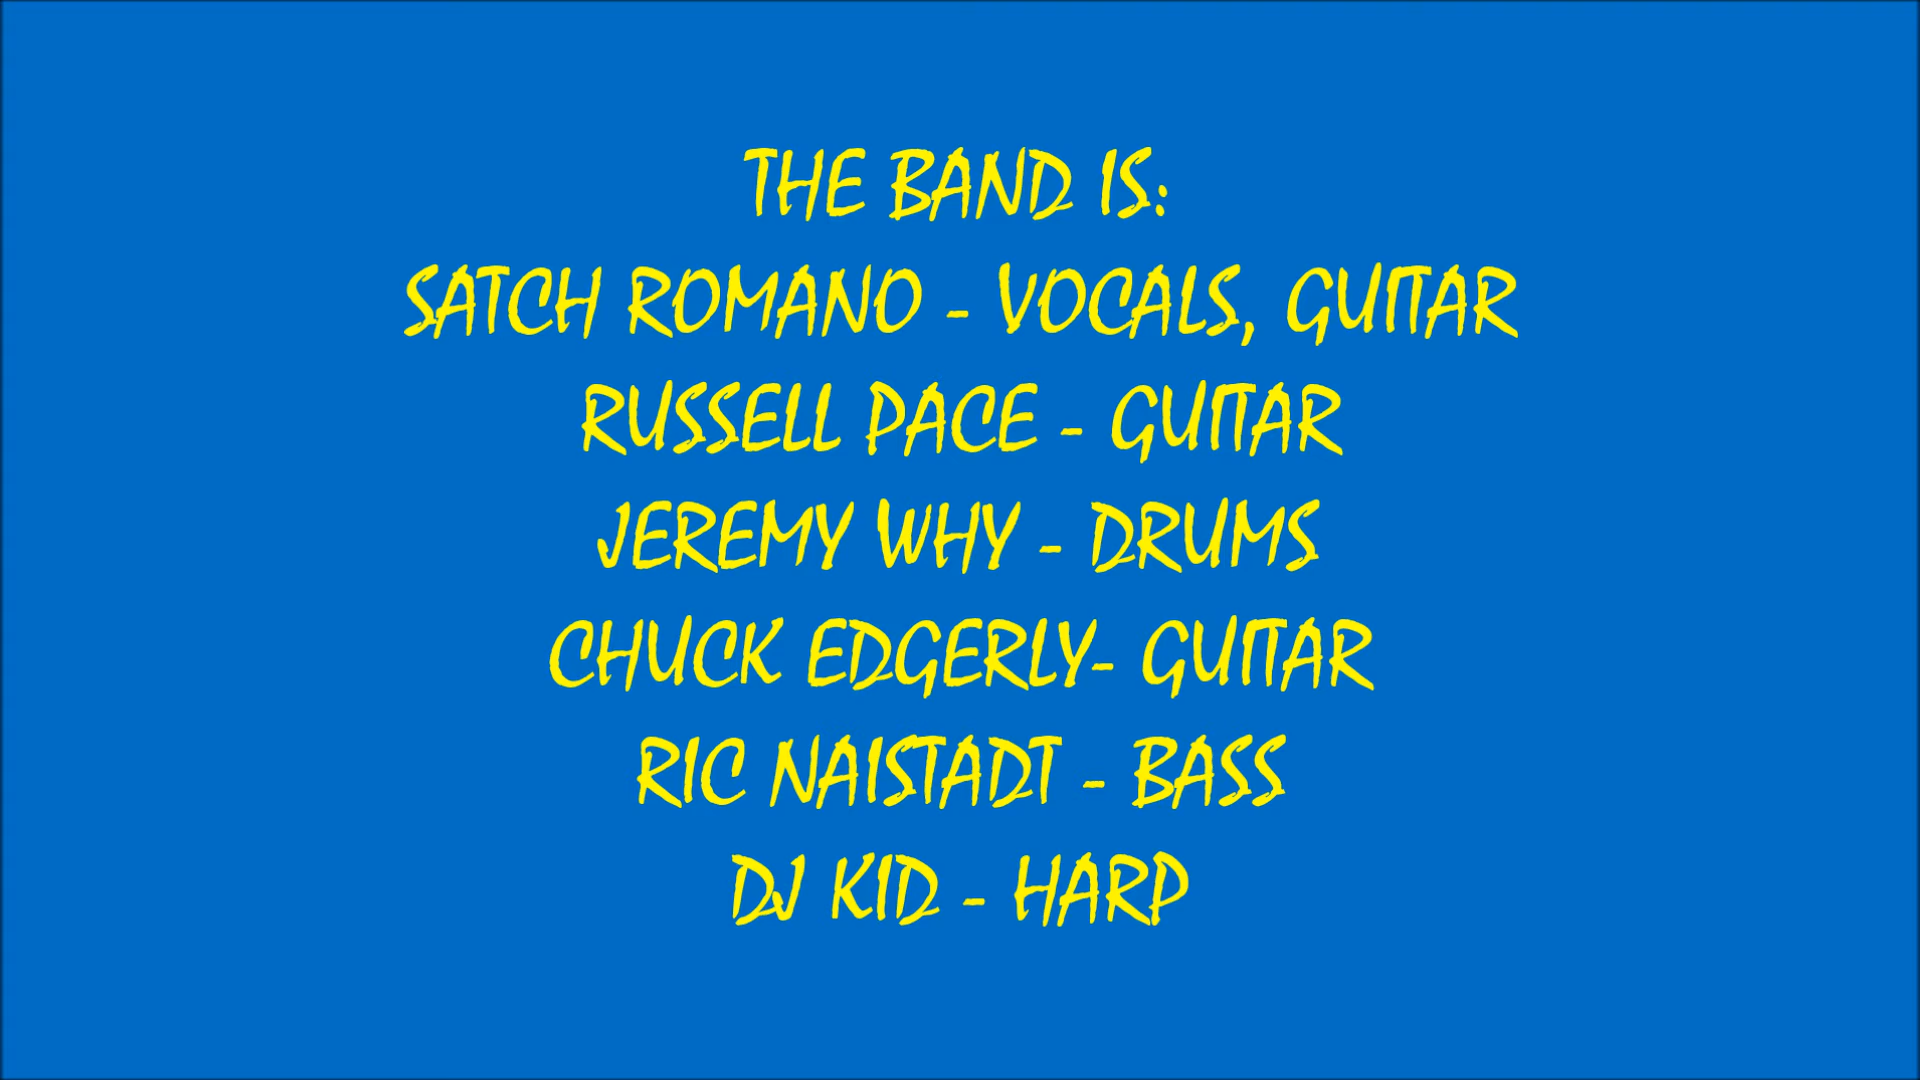 THE BAND IS:
SATCH ROMANO - VOCALS, GUITAR
RUSSELL PACE - GUITAR
JEREMY WHY - DRUMS
CHUCK EDGERLY- GUITAR
RIC NAISTADT - BASS
DJ KID - HARP